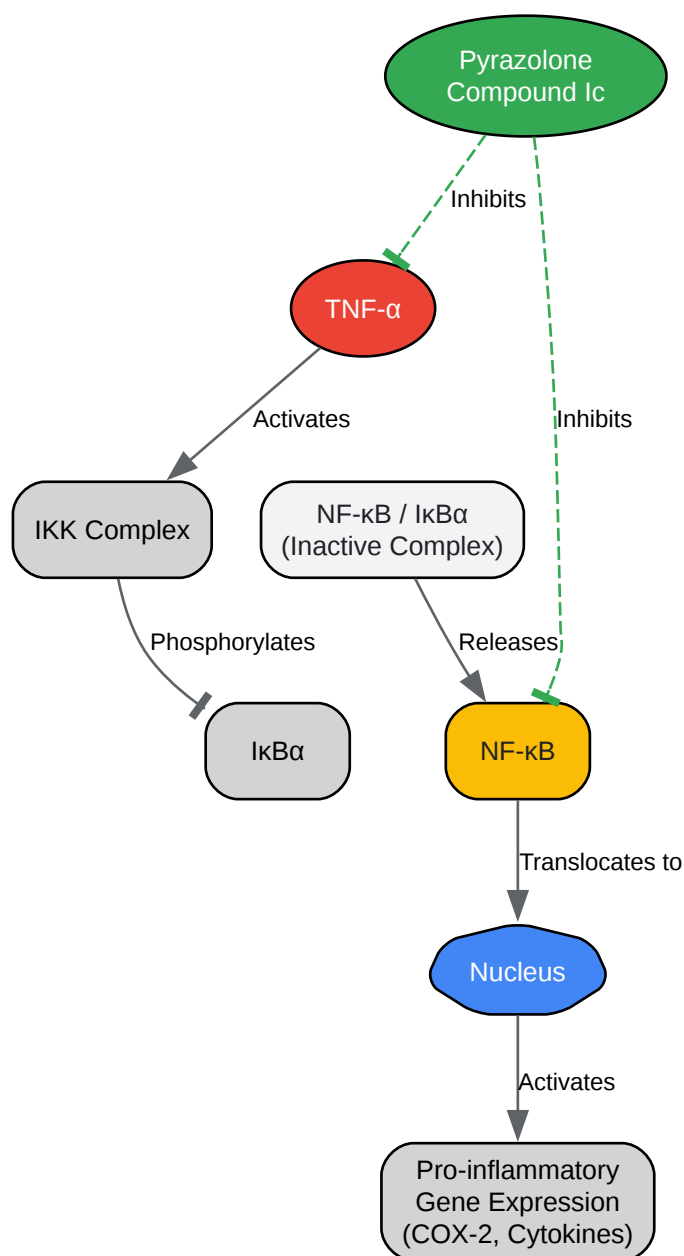 Pyrazolone
Compound Ic
Inhibits
TNF-α
Activates
Inhibits
IKK Complex
NF-κB / IκBα
(Inactive Complex)
Phosphorylates
Releases
IκBα
NF-κB
Translocates to
Nucleus
Activates
Pro-inflammatory
Gene Expression
(COX-2, Cytokines)